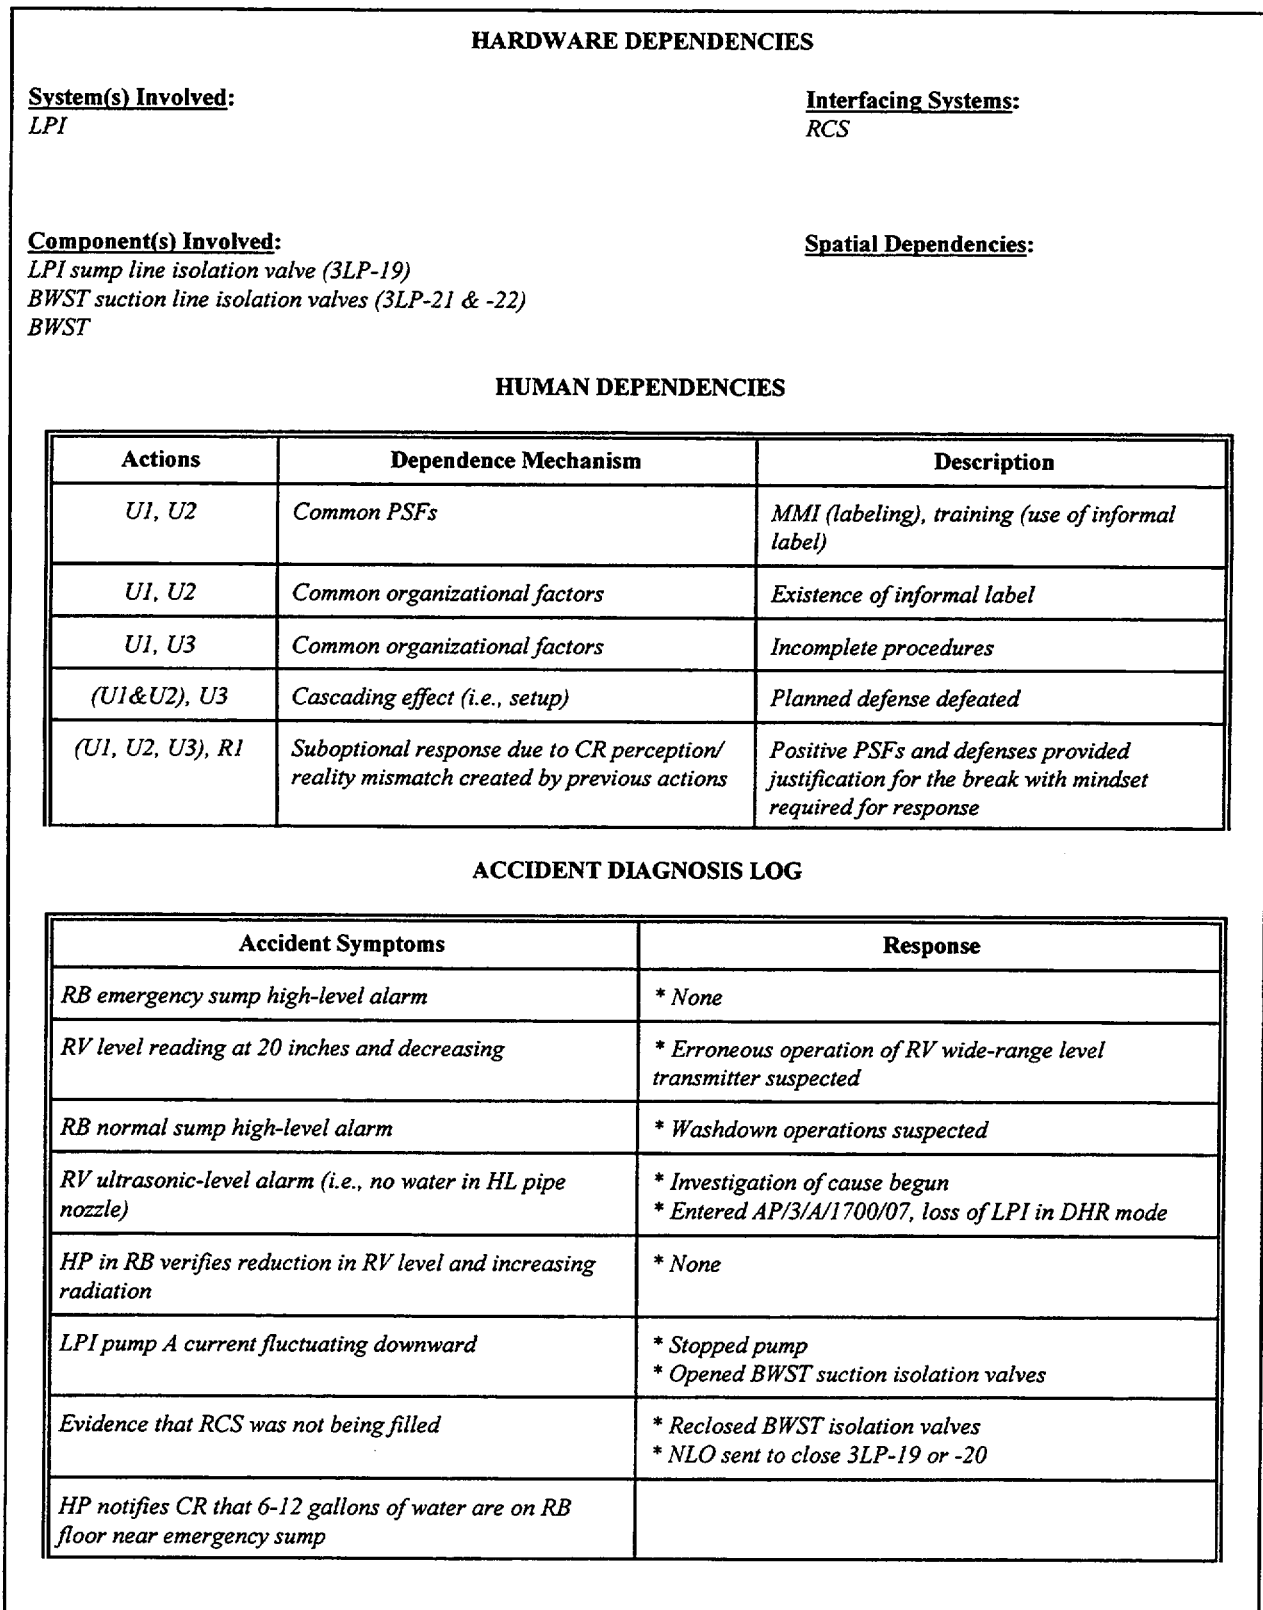 HARDWARE DEPENDENCIES
System(s) Involved:
LPI
Interfacing Systems:
RCS
Component(s) Involved:
LPI sump line isolation valve (3LP-19)
BWST suction line isolation valves (3LP-21 & -22)
BWST
Spatial Dependencies:
HUMAN DEPENDENCIES
Actions
Dependence Mechanism
Description
U1, U2
Common PSFs
MMI (labeling), training (use of informal
label)
U1, U2
Common organizational factors
Existence of informal label
U1, U3
Common organizational factors
Incomplete procedures
(U1&U2), U3
Cascading effect (i.e., setup)
Planned defense defeated
(U1, U2, U3), R1
Suboptional response due to CR perception/
reality mismatch created by previous actions
Positive PSFs and defenses provided
justification for the break with mindset
required for response
ACCIDENT DIAGNOSIS LOG
Accident Symptoms
Response
RB emergency sump high-level alarm
* None
RV level reading at 20 inches and decreasing
* Erroneous operation of RV wide-range level
transmitter suspected
RB normal sump high-level alarm
* Washdown operations suspected
RV ultrasonic-level alarm (i.e., no water in HL pipe
nozzle)
* Investigation of cause begun
* Entered AP/3/A/1700/07, loss of LPI in DHR mode
HP in RB verifies reduction in RV level and increasing
radiation
* None
LPI pump A current fluctuating downward
* Stopped pump
* Opened BWST suction isolation valves
Evidence that RCS was not being filled
* Reclosed BWST isolation valves
* NLO sent to close 3LP-19 or -20
HP notifies CR that 6-12 gallons of water are on RB
floor near emergency sump